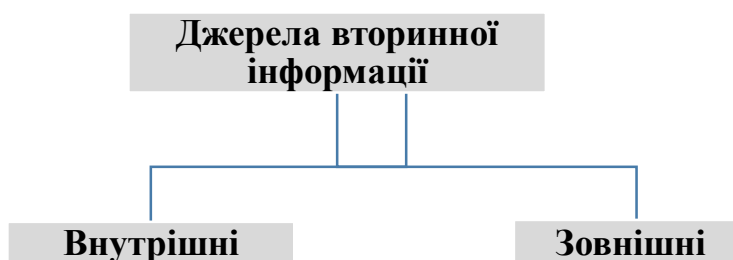 Джерела вторинної
інформації
Внутрішні
Зовнішні